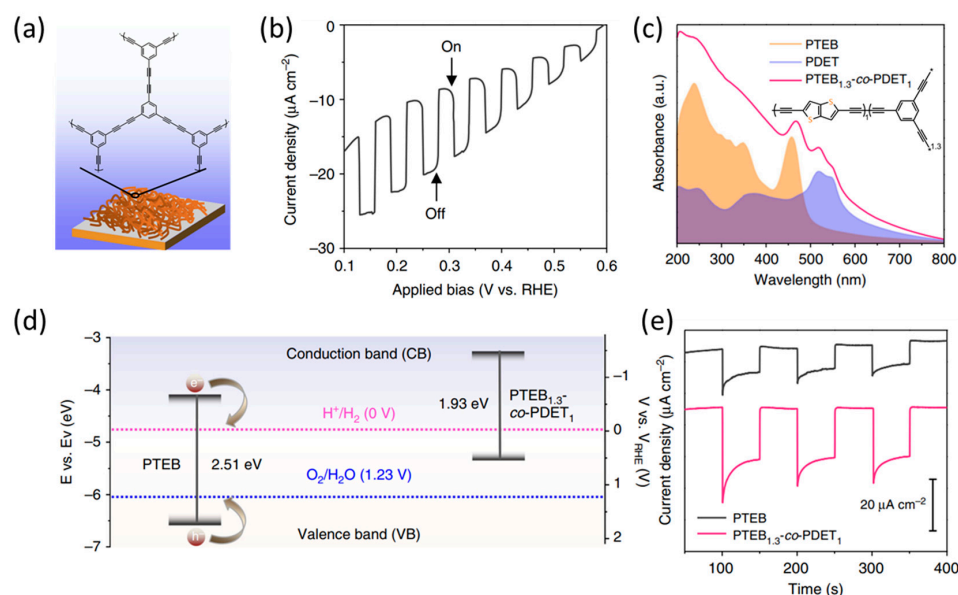 (a)
(b)
Current density (μA cm⁻²)
0
−10
−20
−30
On
Off
0.1 0.2 0.3 0.4 0.5 0.6
Applied bias (V vs. RHE)
(c)
Absorbance (a.u.)
PTEB
PDET
PTEB1.3-co-PDET1
S
S
1
1.3
200 300 400 500 600 700 800
Wavelength (nm)
(d)
E vs. Ev (eV)
−3
−4
−5
−6
−7
Conduction band (CB)
e
H⁺/H₂ (0 V)
PTEB
2.51 eV
O₂/H₂O (1.23 V)
Valence band (VB)
1.93 eV
PTEB1.3-
co-PDET1
−1
0
1
2
V vs. VRHE (V)
(e)
Current density (μA cm⁻²)
20 μA cm⁻²
PTEB
PTEB1.3-co-PDET1
100 200 300 400
Time (s)